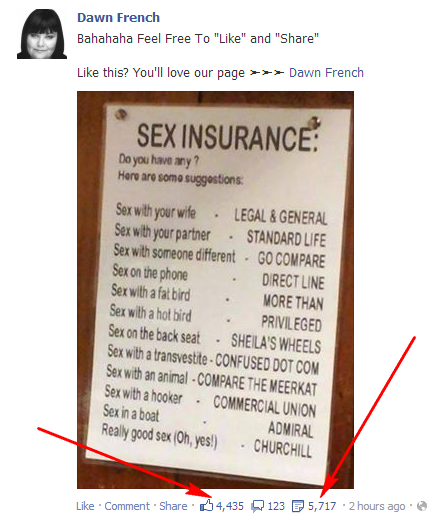 Dawn French
Bahahaha Feel Free To "Like" and "Share"
Like this? You'll love our page ➤➤➤ Dawn French
SEX INSURANCE:
Do you have any ?
Here are some suggestions:
Sex with your wife - LEGAL & GENERAL
Sex with your partner - STANDARD LIFE
Sex with someone different - GO COMPARE
Sex on the phone - DIRECT LINE
Sex with a fat bird - MORE THAN
Sex with a hot bird - PRIVILEGED
Sex on the back seat - SHEILA'S WHEELS
Sex with a transvestite - CONFUSED DOT COM
Sex with an animal - COMPARE THE MEERKAT
Sex with a hooker - COMMERCIAL UNION
Sex in a boat - ADMIRAL
Really good sex (Oh, yes!) - CHURCHILL
Like · Comment · Share · 4,435 123 5,717 · 2 hours ago ·